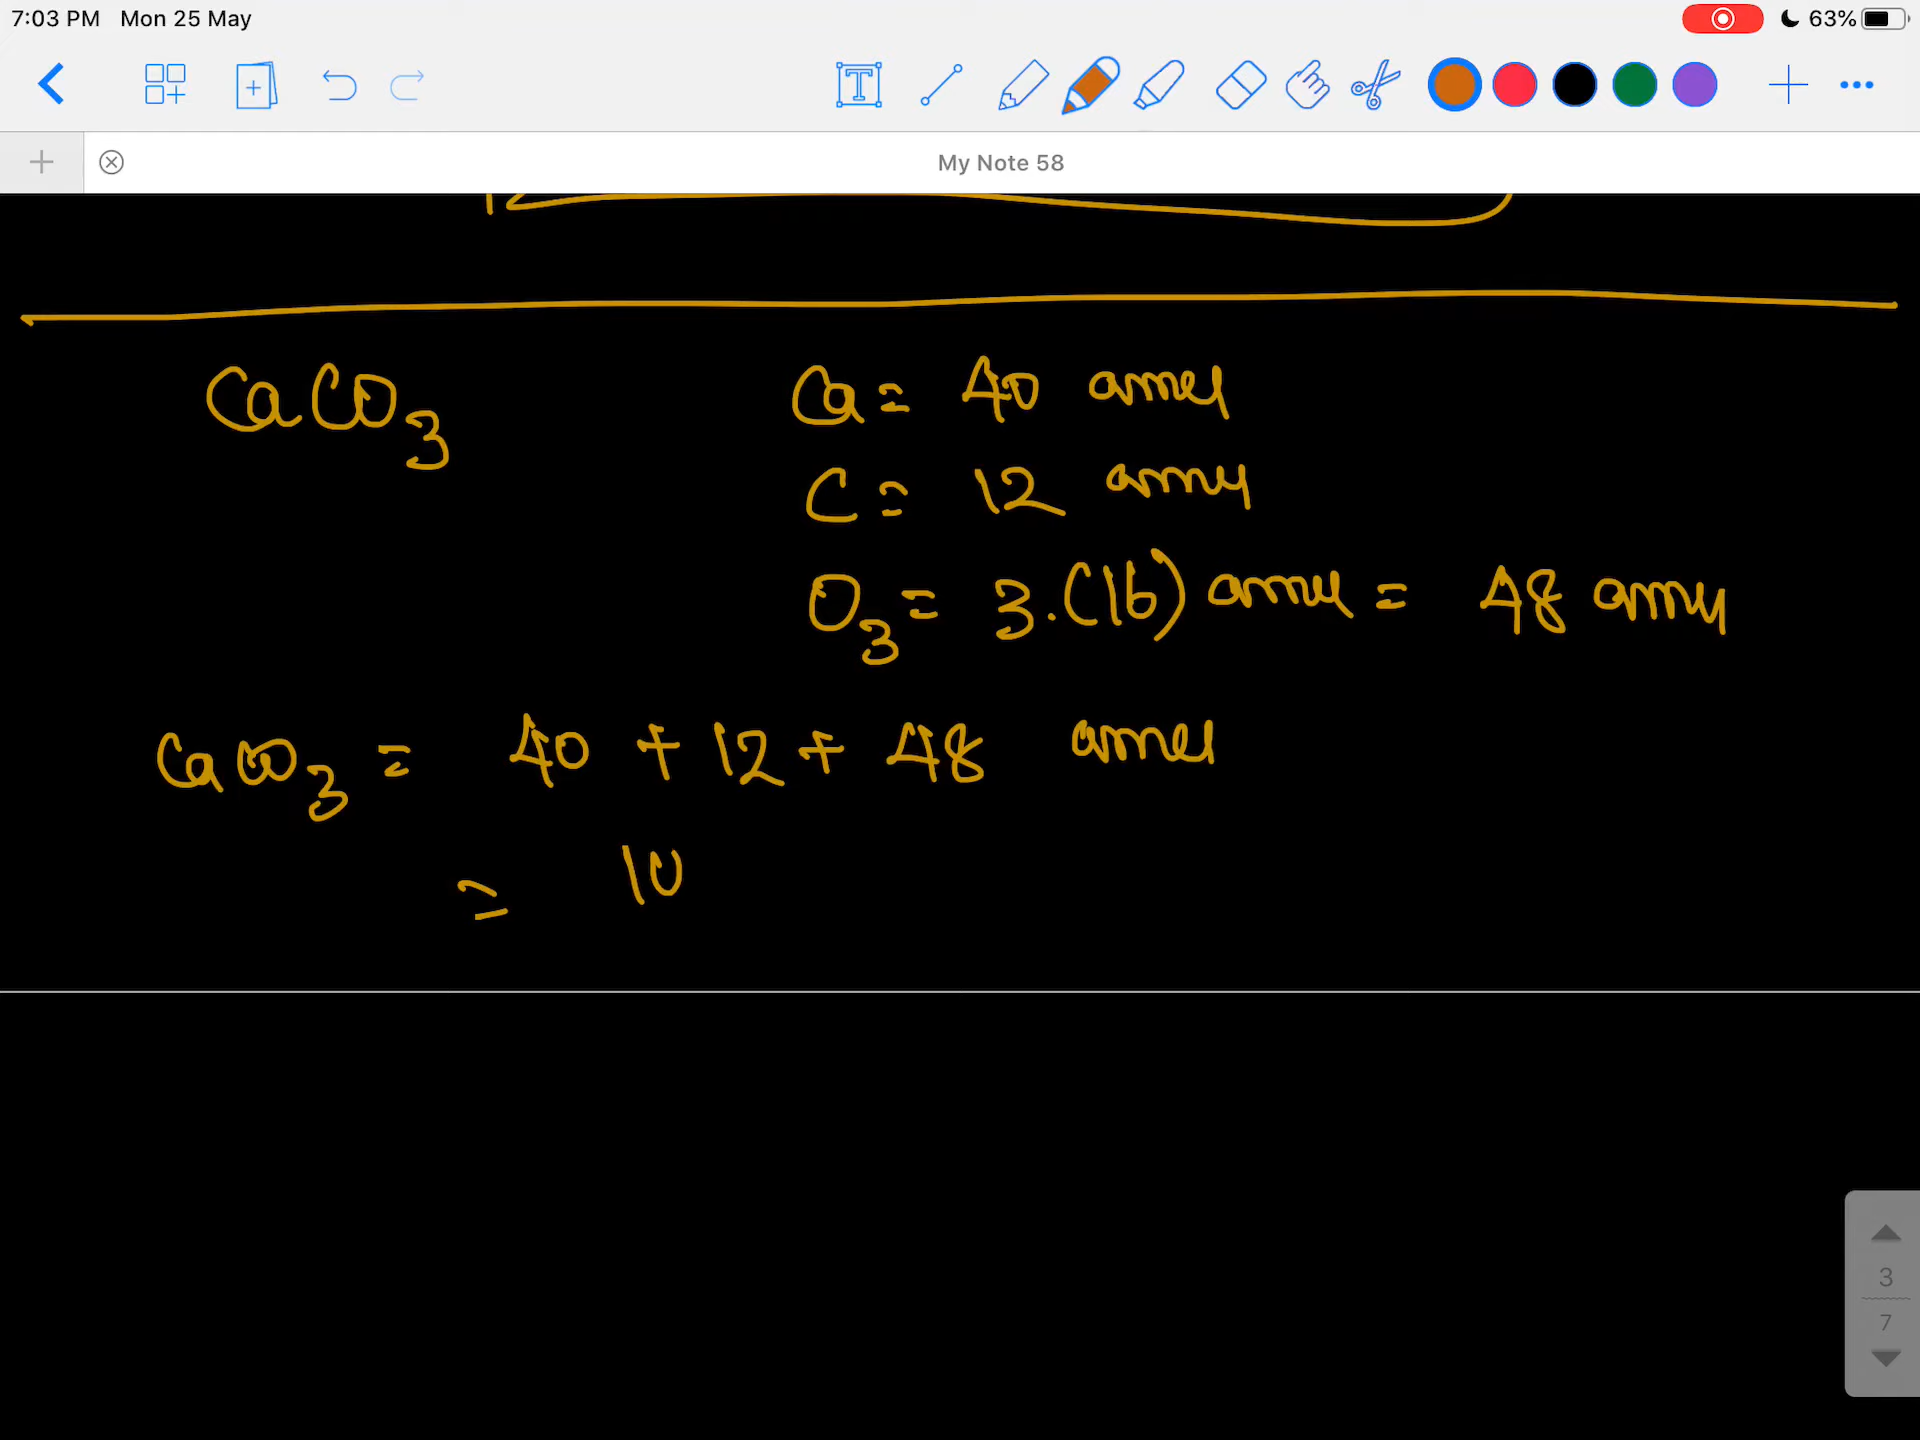 7:03 PM Mon 25 May
63%
T
My Note 58
CaCO3
Ca = 40 amu
C = 12 amu
O3 = 3.(16) amu = 48 amu
CaCO3 = 40 + 12 + 48 amu
= 10
3
7